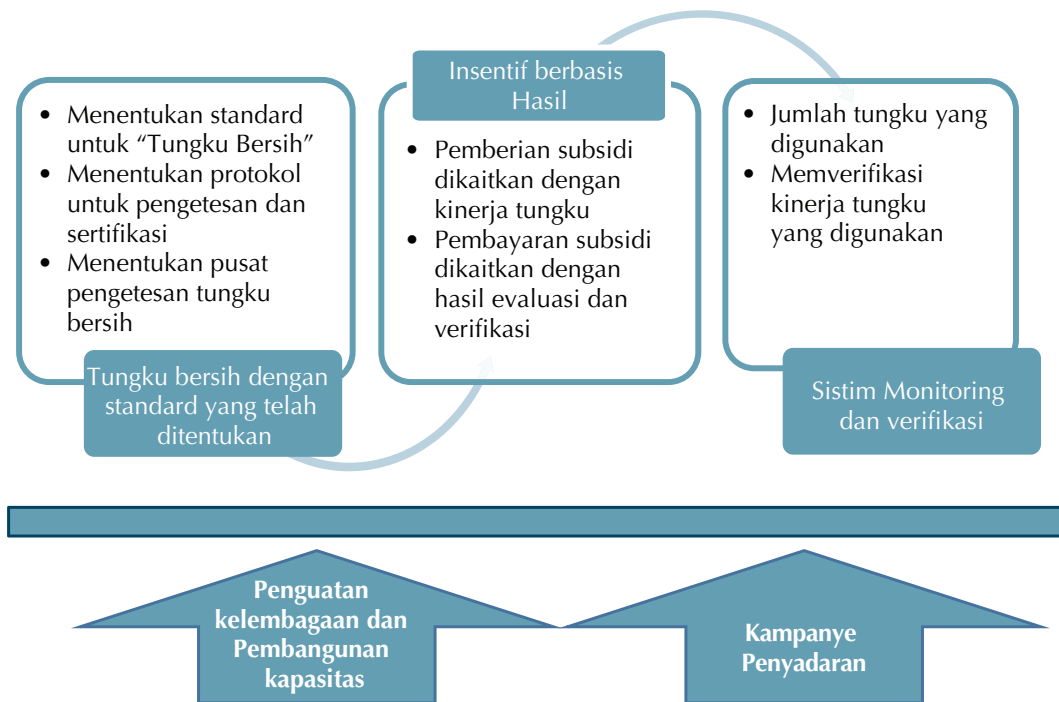 • Menentukan standard
untuk “Tungku Bersih”
• Menentukan protokol
untuk pengetesan dan
sertifikasi
• Menentukan pusat
pengetesan tungku
bersih
Tungku bersih dengan
standard yang telah
ditentukan
Insentif berbasis
Hasil
• Pemberian subsidi
dikaitkan dengan
kinerja tungku
• Pembayaran subsidi
dikaitkan dengan
hasil evaluasi dan
verifikasi
• Jumlah tungku yang
digunakan
• Memverifikasi
kinerja tungku
yang digunakan
Sistim Monitoring
dan verifikasi
Penguatan
kelembagaan dan
Pembangunan
kapasitas
Kampanye
Penyadaran